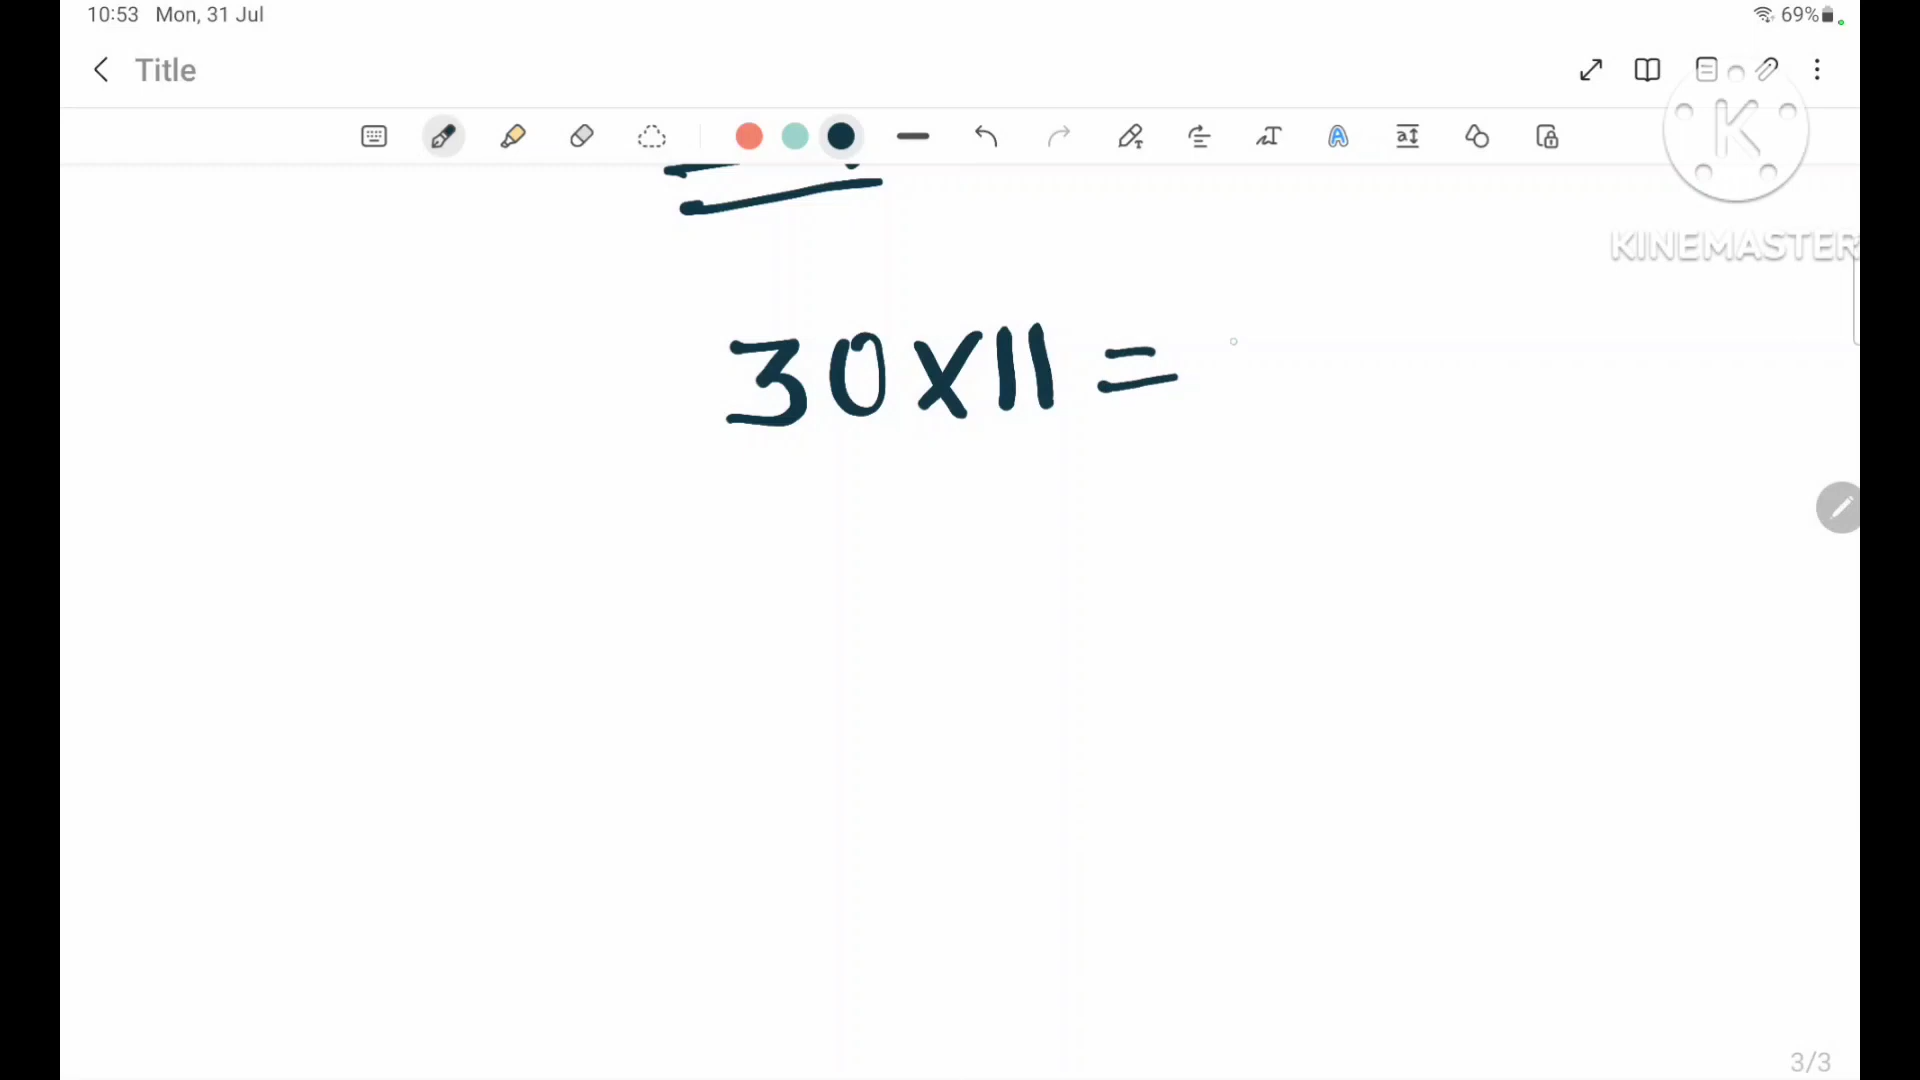 10:53 Mon, 31 Jul 69%
Title
K
KINEMASTER
30x11 =
3/3